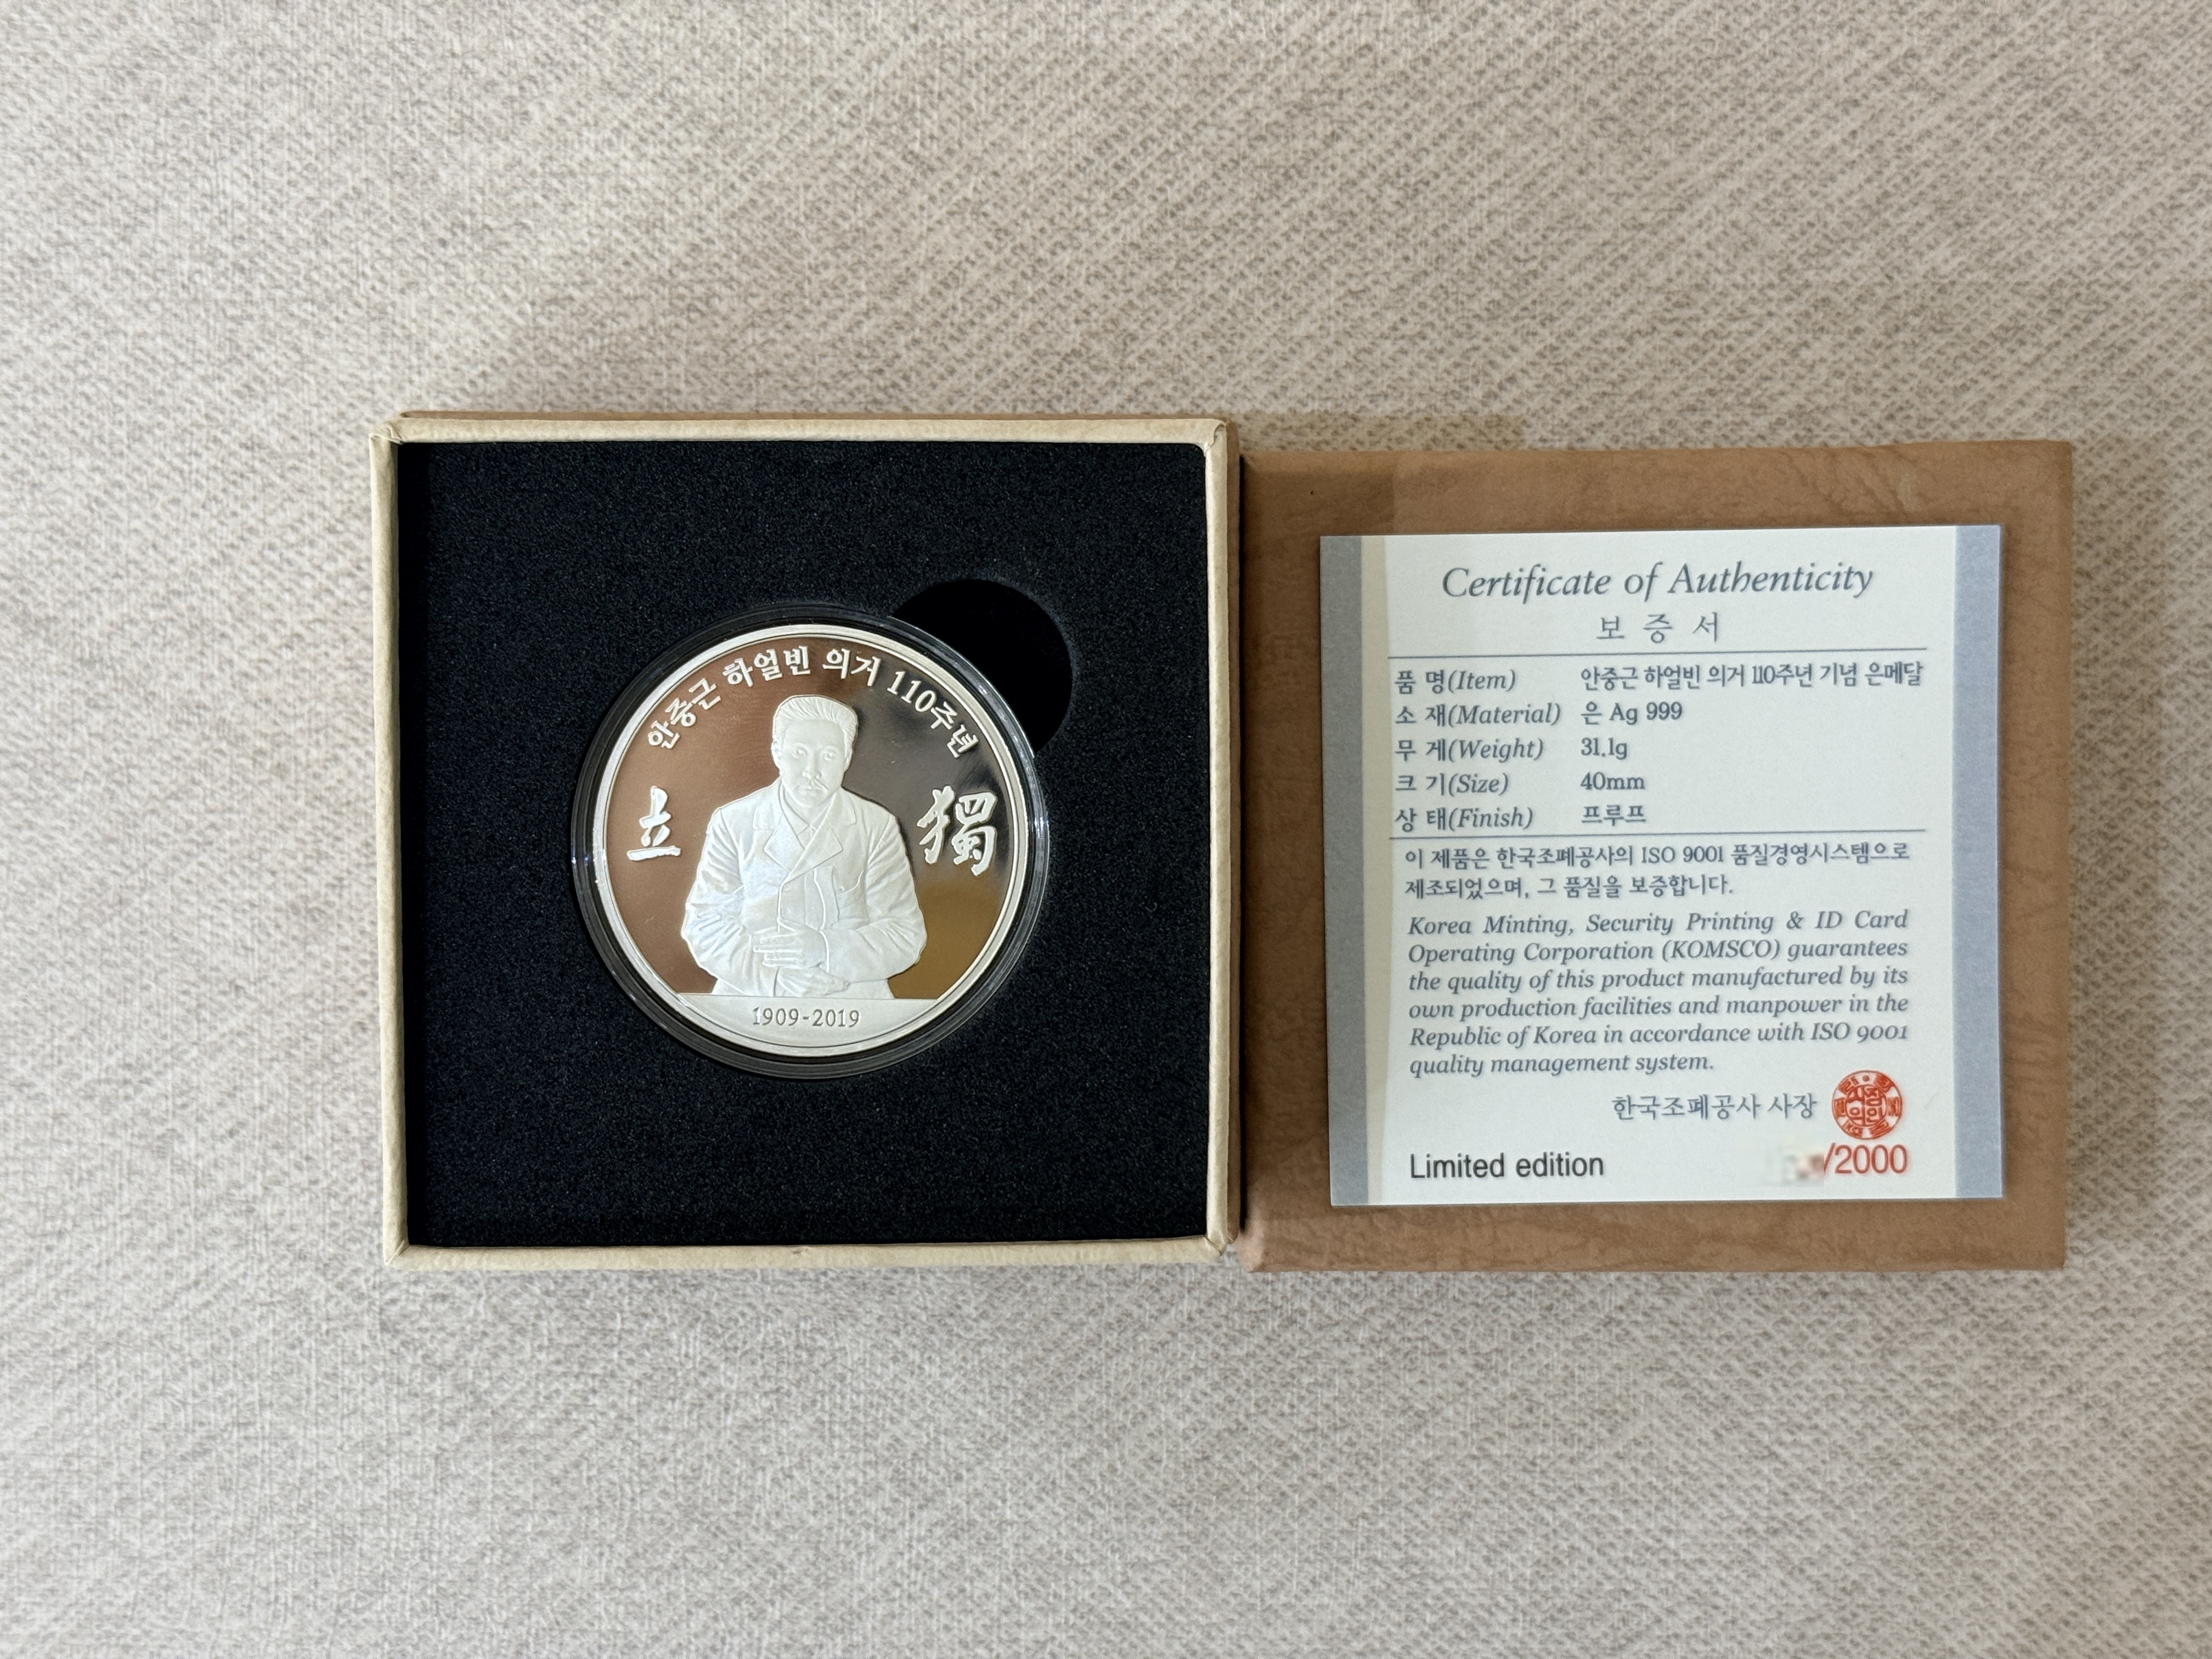 안중근 하얼빈 의거 110주년
立 獨
1909-2019
Certificate of Authenticity
보 증 서
품 명(Item) 안중근 하얼빈 의거 110주년 기념 은메달
소 재(Material) 은 Ag 999
무 게(Weight) 31.1g
크 기(Size) 40mm
상 태(Finish) 프루프
이 제품은 한국조폐공사의 ISO 9001 품질경영시스템으로
제조되었으며, 그 품질을 보증합니다.
Korea Minting, Security Printing & ID Card
Operating Corporation (KOMSCO) guarantees
the quality of this product manufactured by its
own production facilities and manpower in the
Republic of Korea in accordance with ISO 9001
quality management system.
한국조폐공사 사장
Limited edition /2000